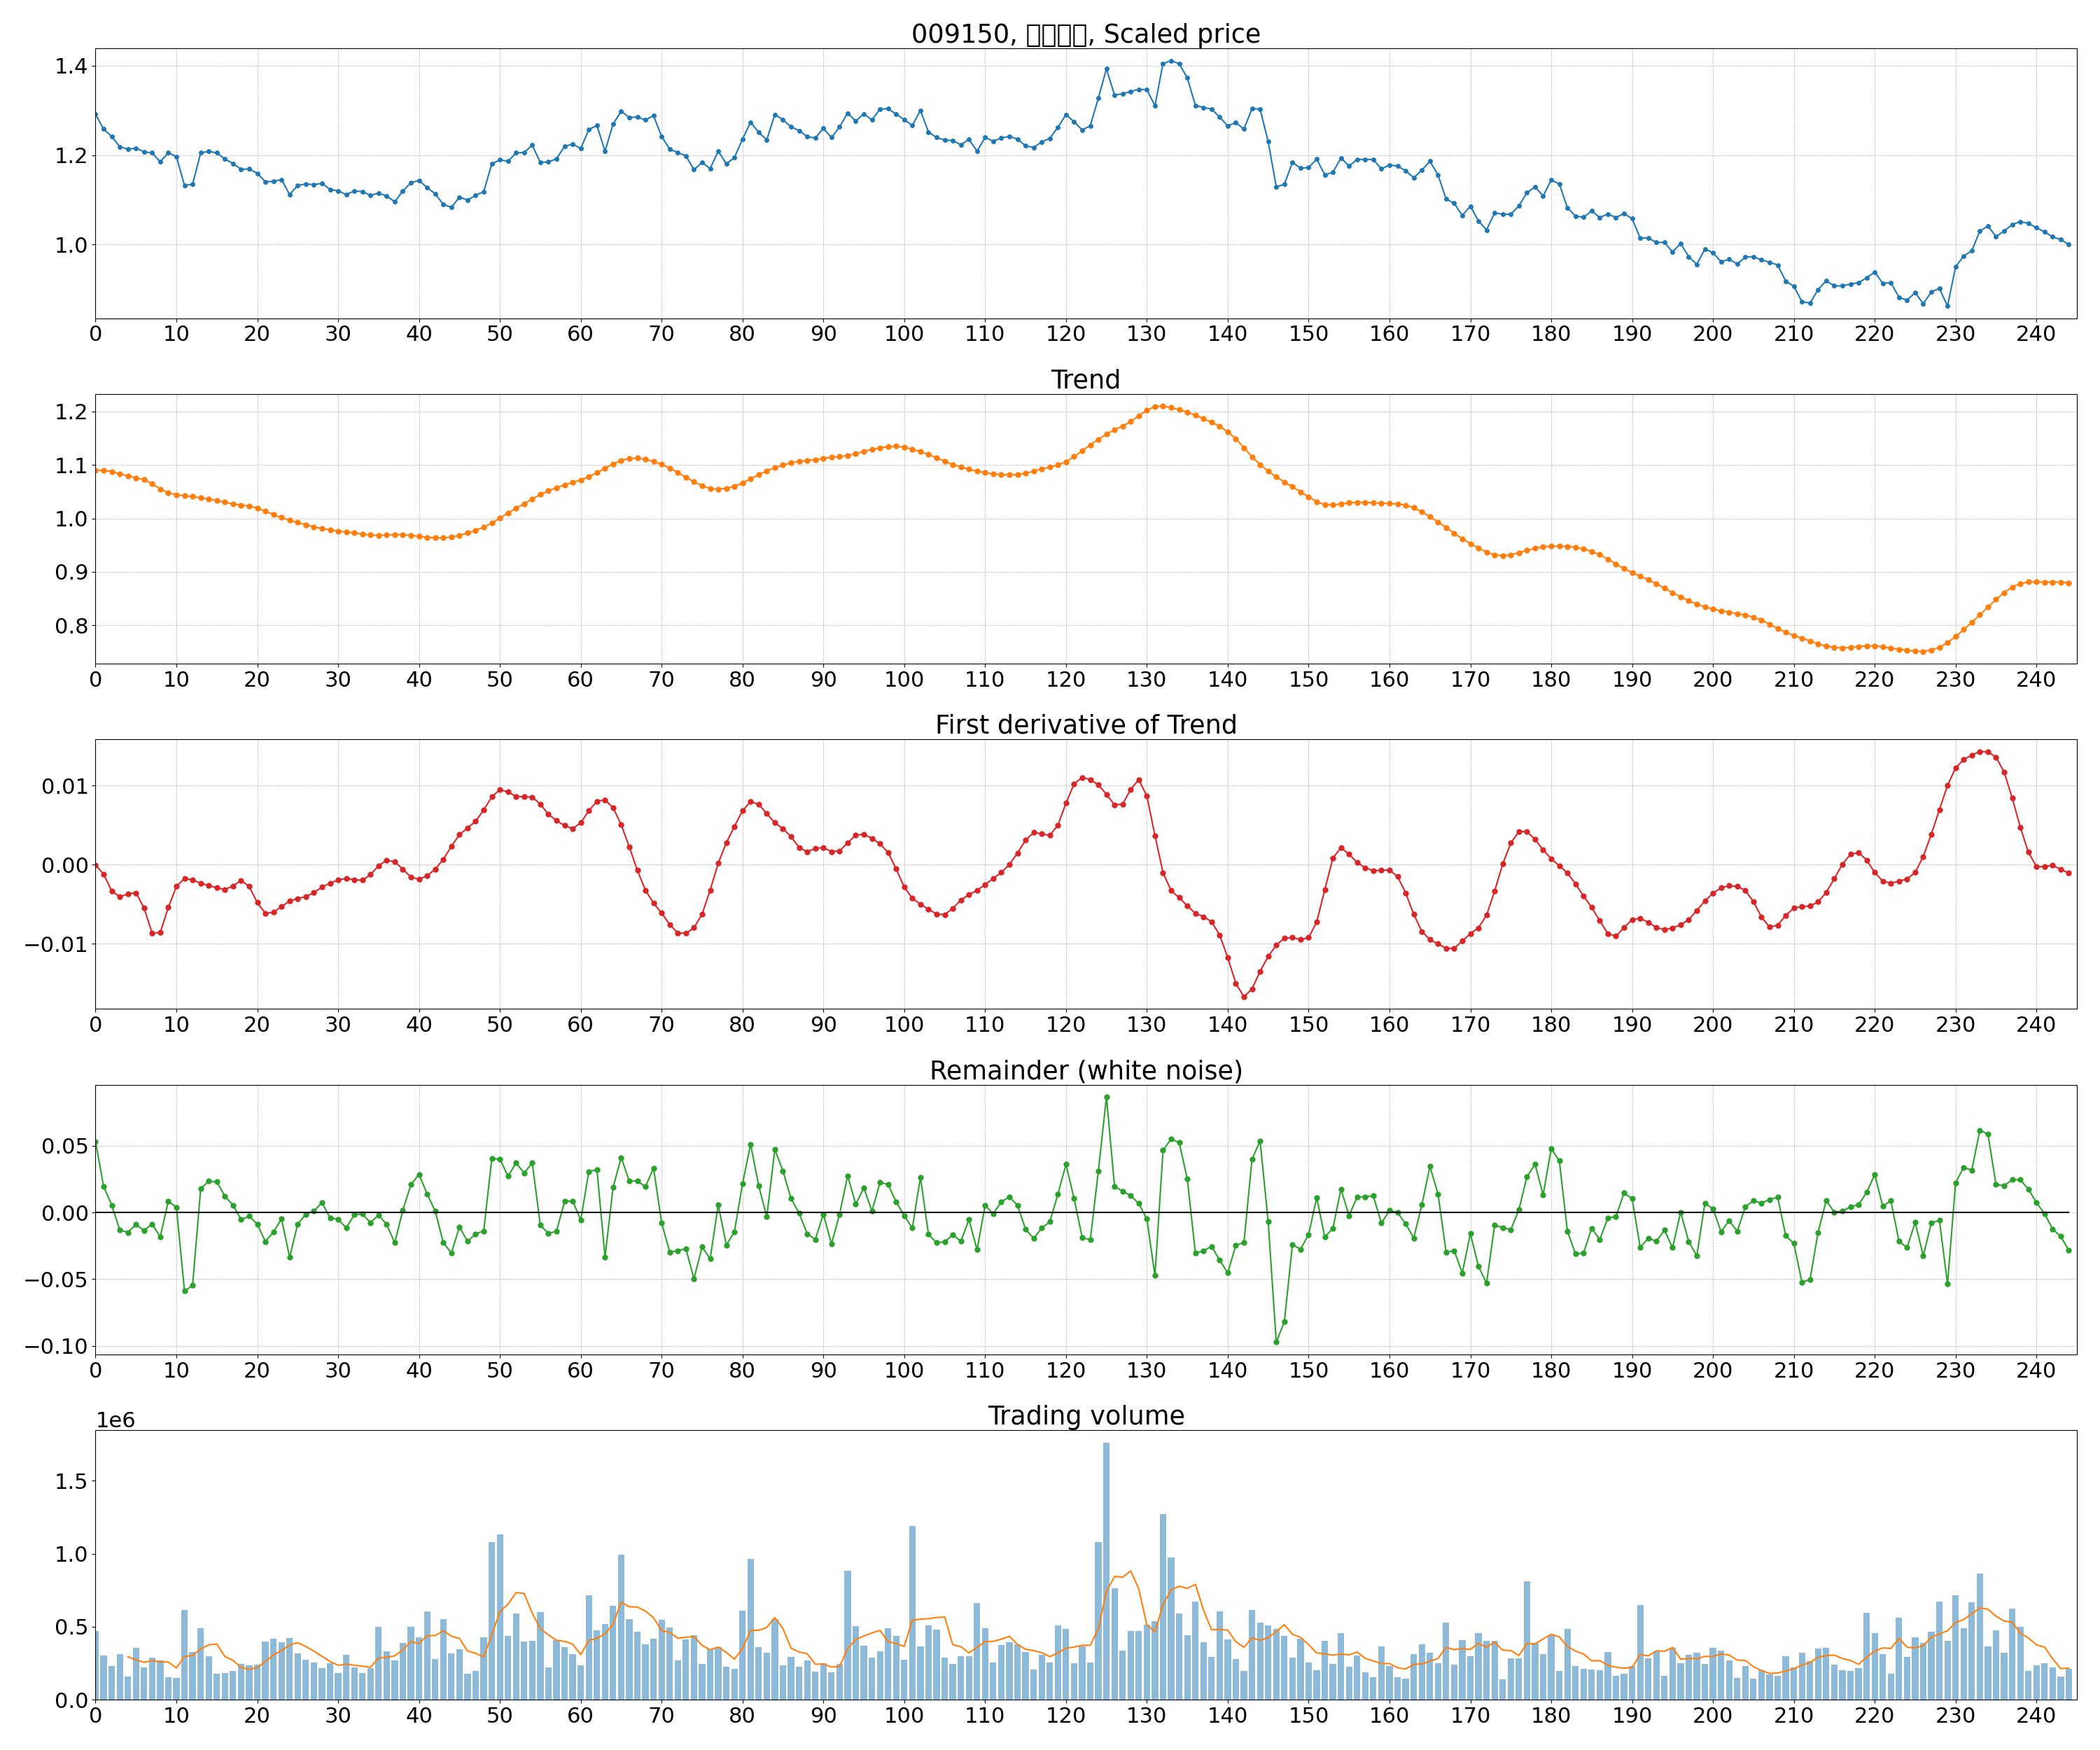 009150, , Scaled price
1.4
1.2
1.0
0 10 20 30 40 50 60 70 80 90 100 110 120 130 140 150 160 170 180 190 200 210 220 230 240
Trend
1.2
1.1
1.0
0.9
0.8
0 10 20 30 40 50 60 70 80 90 100 110 120 130 140 150 160 170 180 190 200 210 220 230 240
First derivative of Trend
0.01
0.00
−0.01
0 10 20 30 40 50 60 70 80 90 100 110 120 130 140 150 160 170 180 190 200 210 220 230 240
Remainder (white noise)
0.05
0.00
−0.05
−0.10
0 10 20 30 40 50 60 70 80 90 100 110 120 130 140 150 160 170 180 190 200 210 220 230 240
Trading volume
1e6
1.5
1.0
0.5
0.0
0 10 20 30 40 50 60 70 80 90 100 110 120 130 140 150 160 170 180 190 200 210 220 230 240